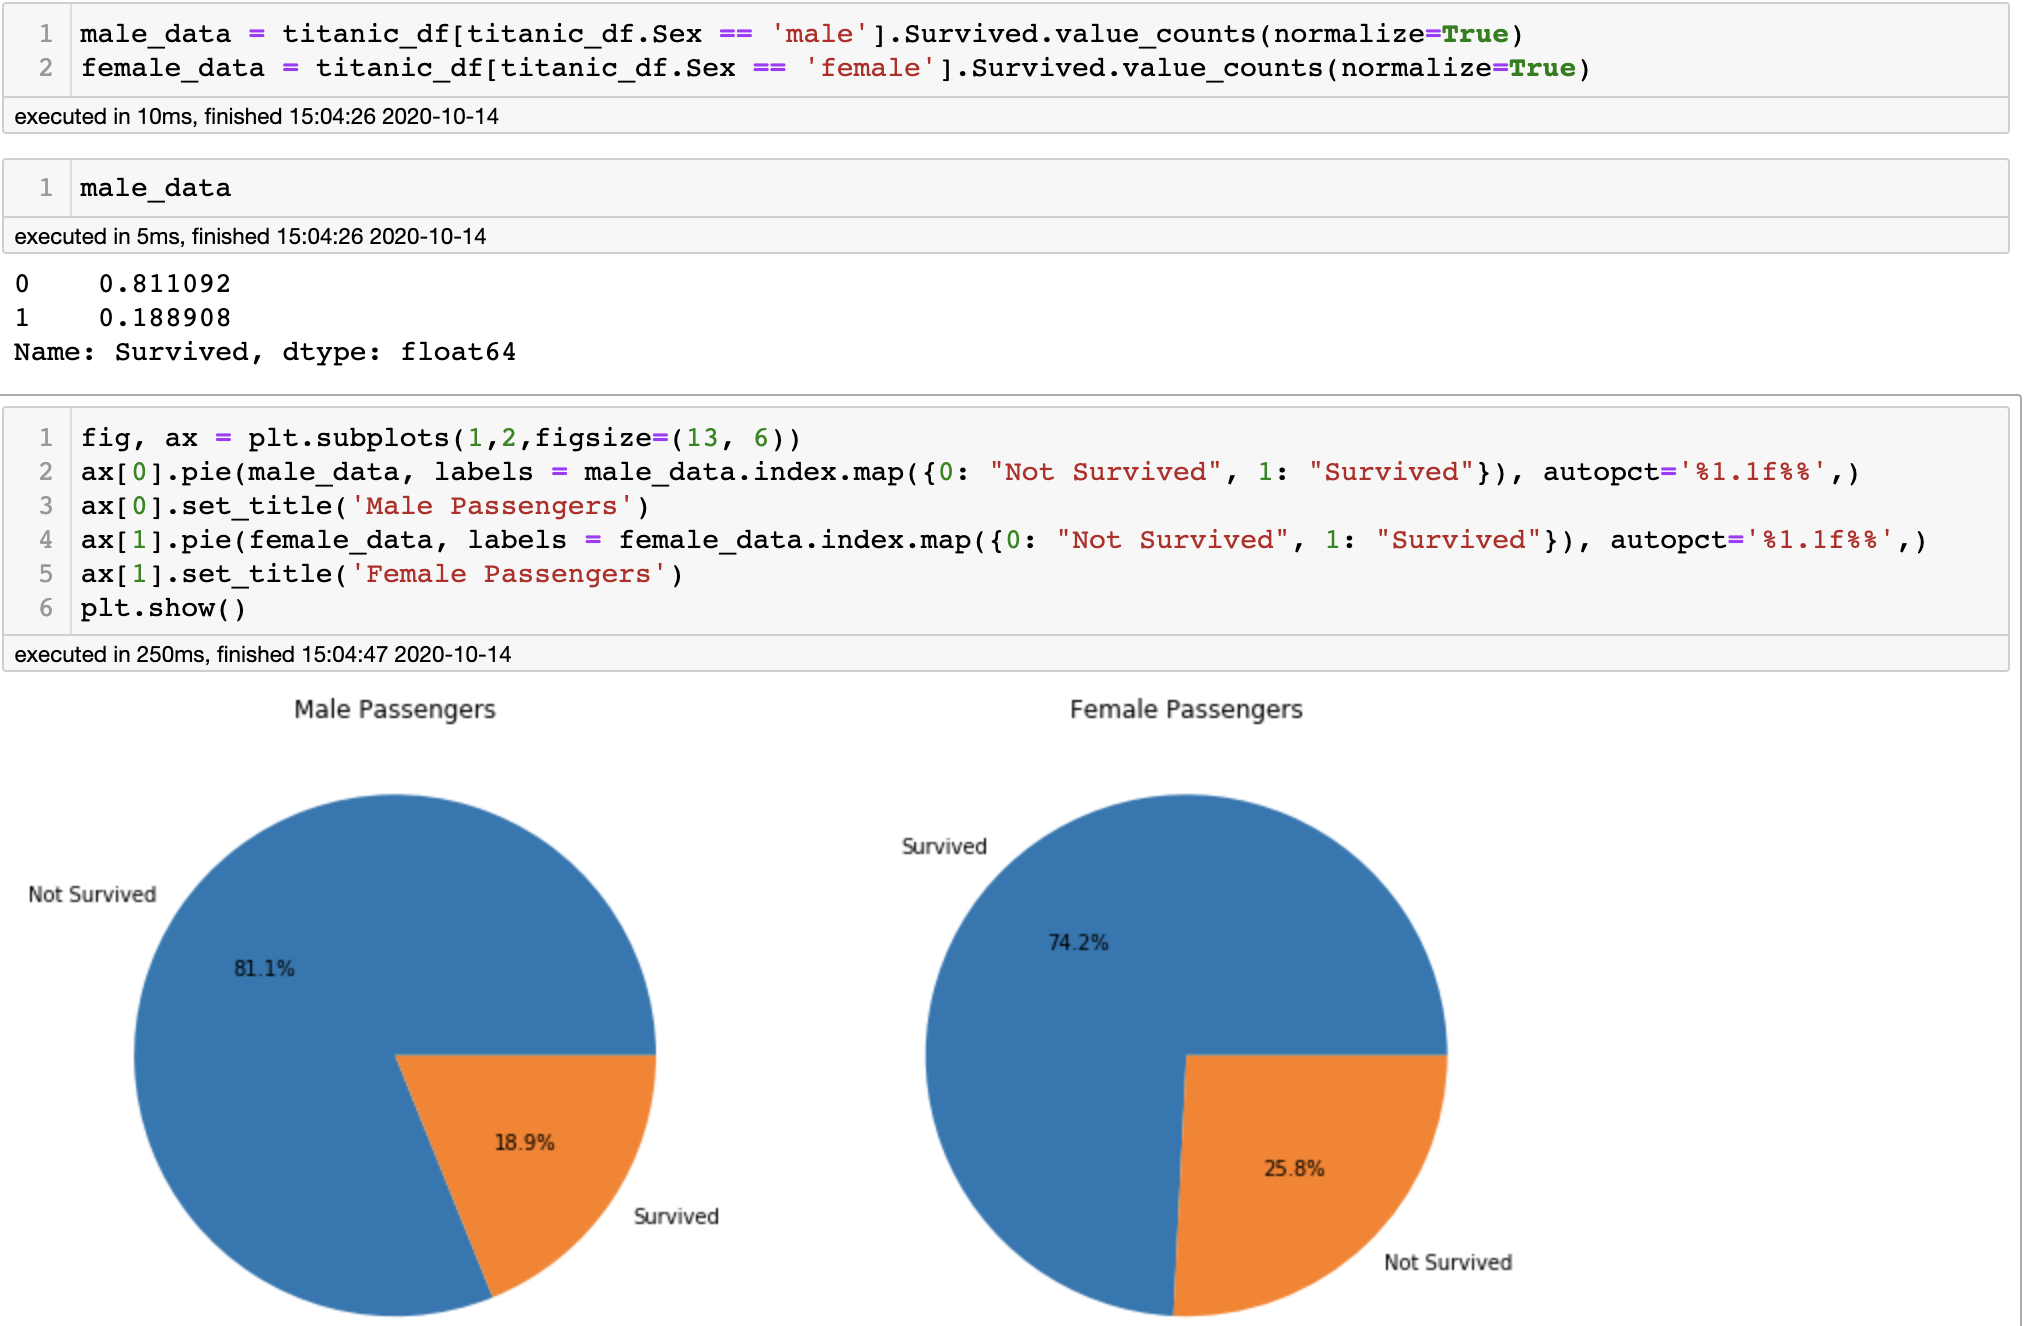 1 male_data = titanic_df[titanic_df.Sex == 'male'].Survived.value_counts(normalize=True)
2 female_data = titanic_df[titanic_df.Sex == 'female'].Survived.value_counts(normalize=True)
executed in 10ms, finished 15:04:26 2020-10-14
1 male_data
executed in 5ms, finished 15:04:26 2020-10-14
0 0.811092
1 0.188908
Name: Survived, dtype: float64
1 fig, ax = plt.subplots(1,2,figsize=(13, 6))
2 ax[0].pie(male_data, labels = male_data.index.map({0: "Not Survived", 1: "Survived"}), autopct='%1.1f%%',)
3 ax[0].set_title('Male Passengers')
4 ax[1].pie(female_data, labels = female_data.index.map({0: "Not Survived", 1: "Survived"}), autopct='%1.1f%%',)
5 ax[1].set_title('Female Passengers')
6 plt.show()
executed in 250ms, finished 15:04:47 2020-10-14
Male Passengers
Not Survived
81.1%
18.9%
Survived
Female Passengers
Survived
74.2%
25.8%
Not Survived